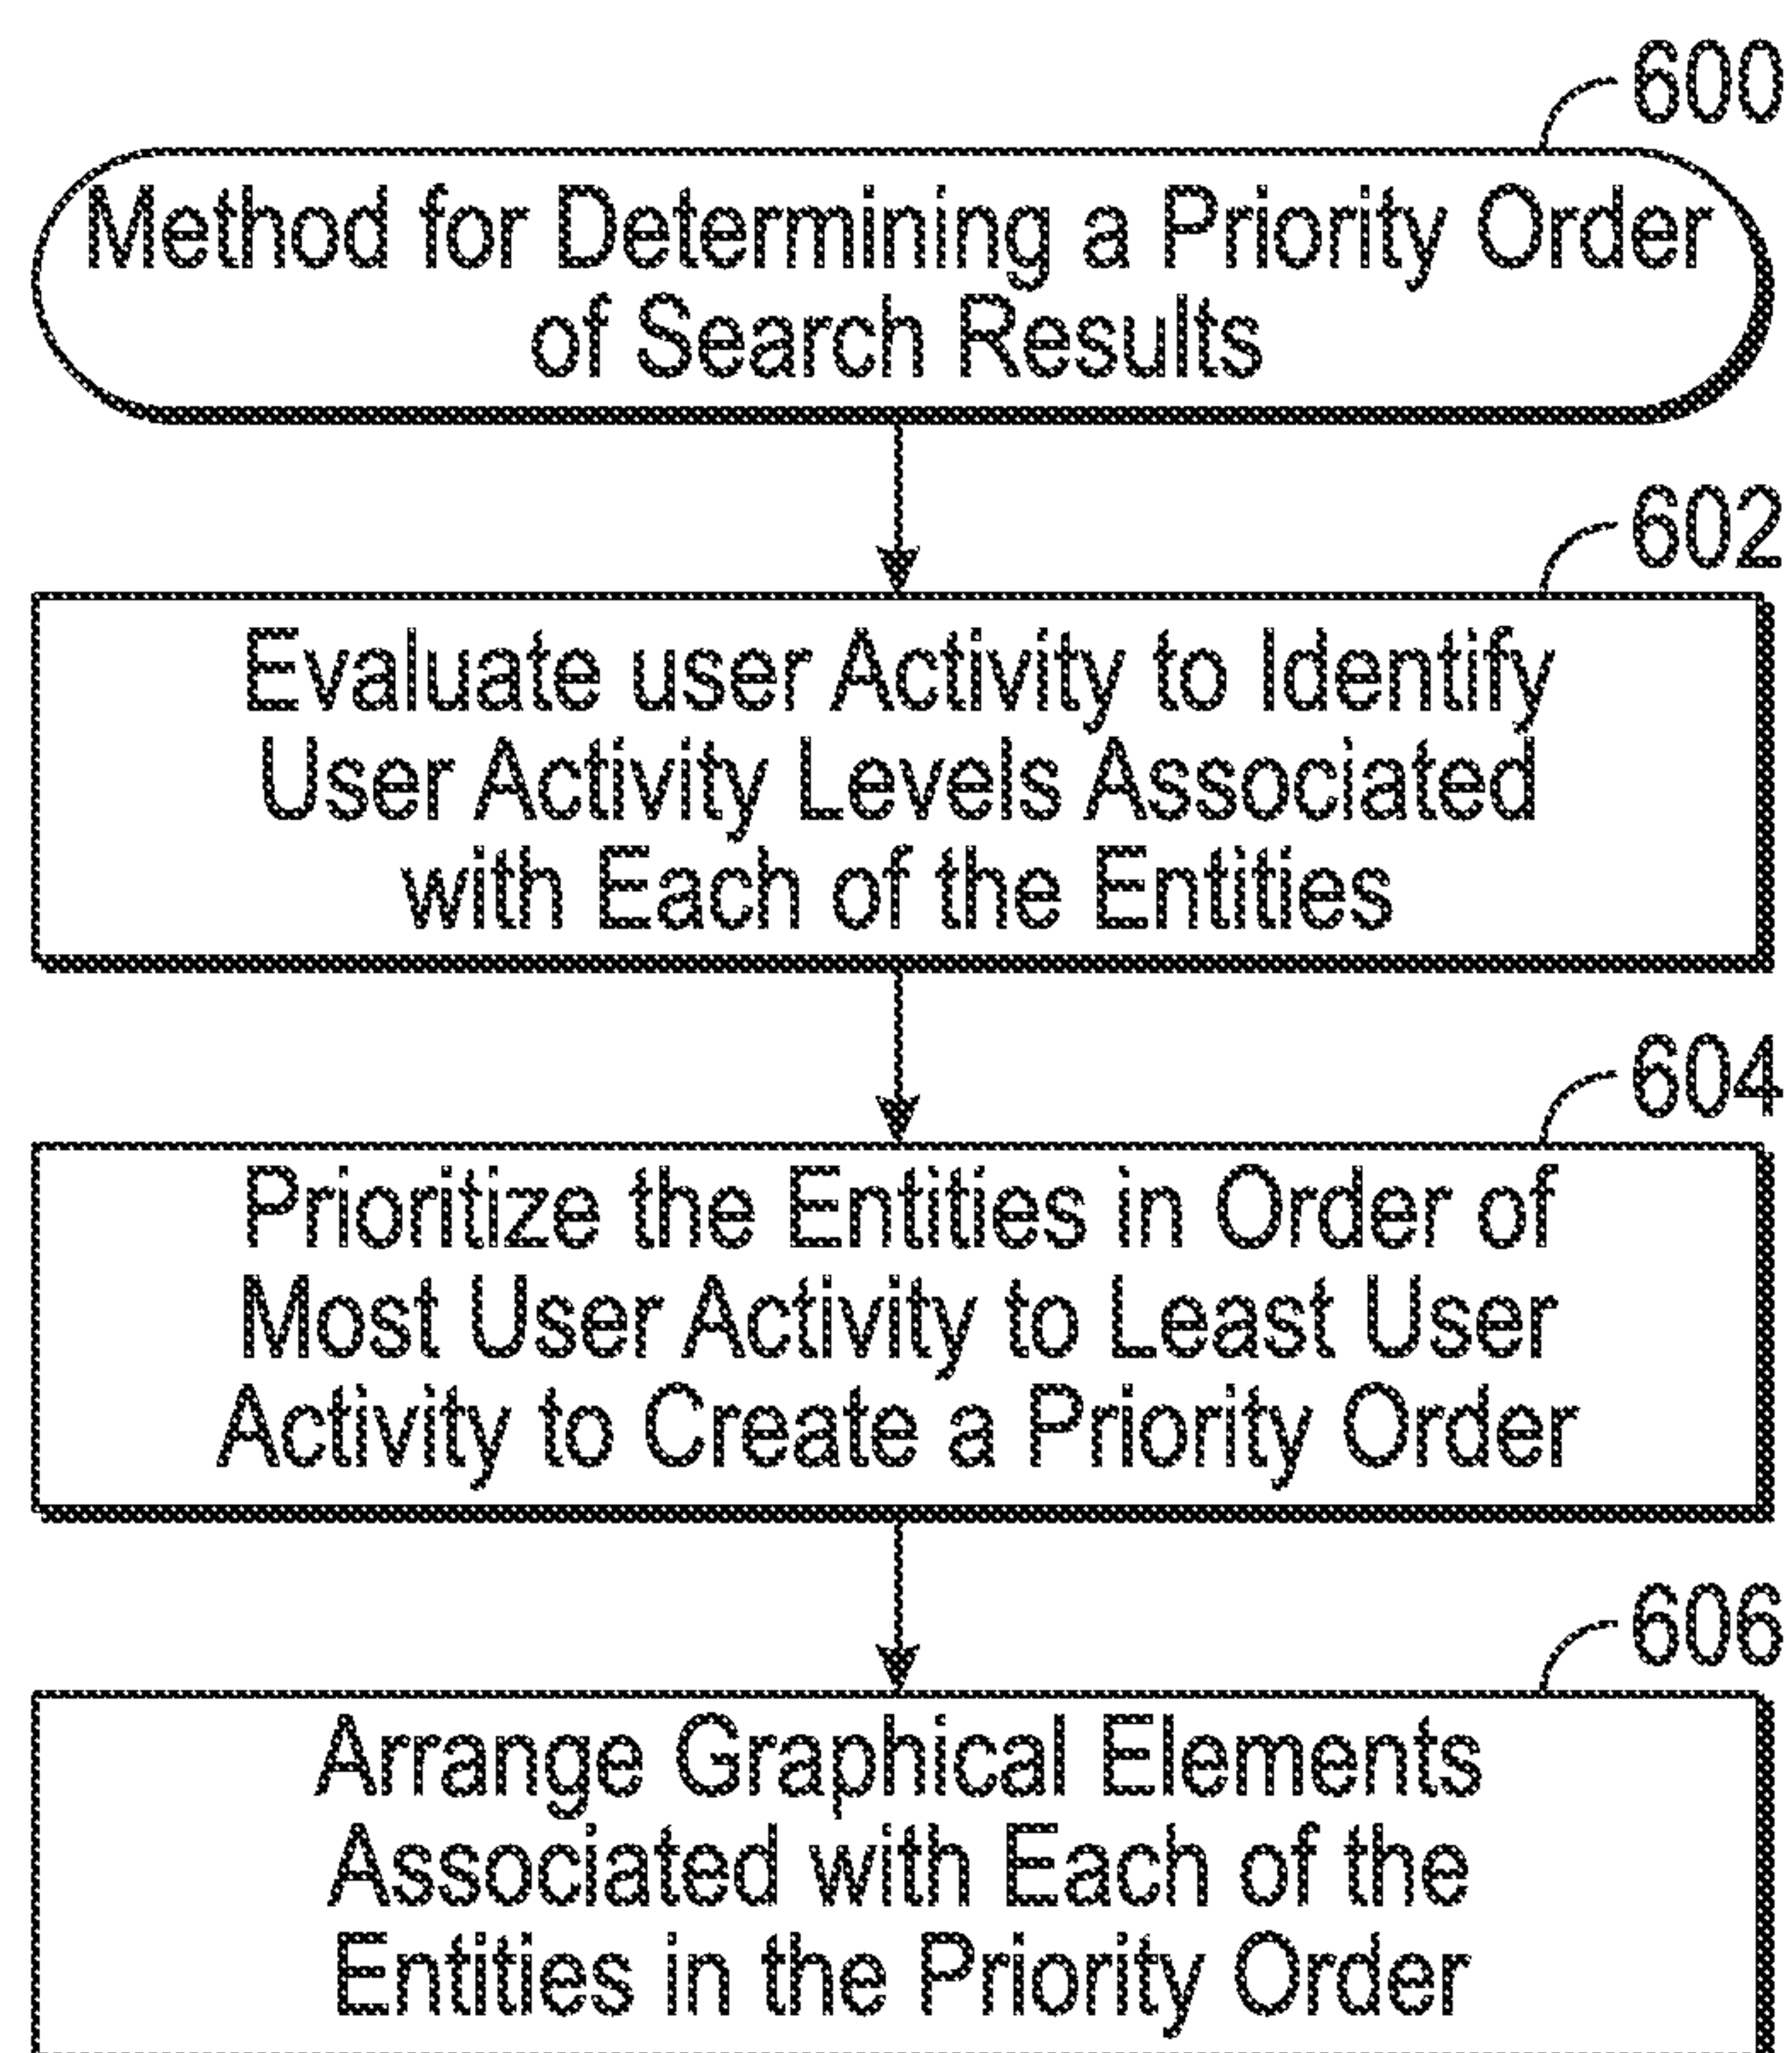 600
Method for Determining a Priority Order
of Search Results
602
Evaluate user Activity to Identify
User Activity Levels Associated
with Each of the Entities
604
Prioritize the Entities in Order of
Most User Activity to Least User
Activity to Create a Priority Order
606
Arrange Graphical Elements
Associated with Each of the
Entities in the Priority Order